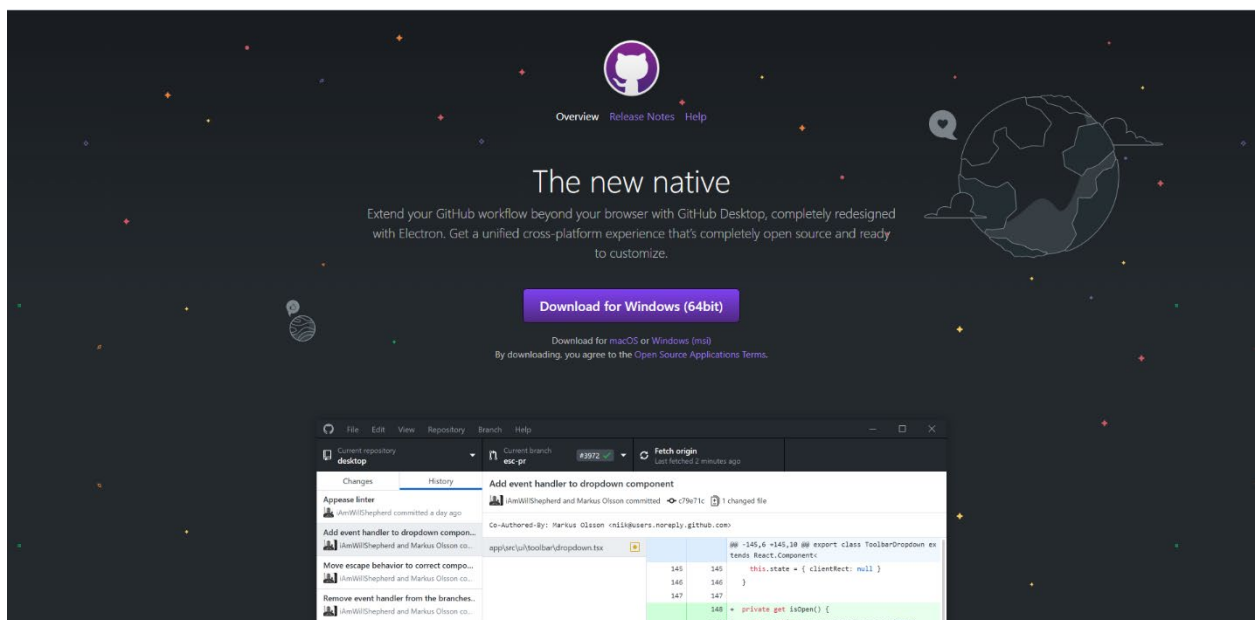 Overview Release Notes Help
The new native
Extend your GitHub workflow beyond your browser with GitHub Desktop, completely redesigned
with Electron. Get a unified cross-platform experience that's completely open source and ready
to customize.
Download for Windows (64bit)
Download for macOS or Windows (msi)
By downloading, you agree to the Open Source Applications Terms.
File Edit View Repository Branch Help
Current repository
desktop
Current branch
esc-pr
#3972
Fetch origin
Last fetched 2 minutes ago
Changes History
Appease linter
iAmWillShepherd committed a day ago
Add event handler to dropdown compon...
iAmWillShepherd and Markus Olsson co...
Move escape behavior to correct compo...
iAmWillShepherd and Markus Olsson co...
Remove event handler from the branches..
iAmWillShepherd and Markus Olsson co...
Add event handler to dropdown component
iAmWillShepherd and Markus Olsson committed c79e71c 1 changed file
Co-Authored-By: Markus Olsson <niik@users.noreply.github.com>
app\src\ui\toolbar\dropdown.tsx
@@ -145,6 +145,10 @@ export class ToolbarDropdown ex
tends React.Component<
145 145 this.state = { clientRect: null }
146 146 }
147 147
148 + private get isOpen() {